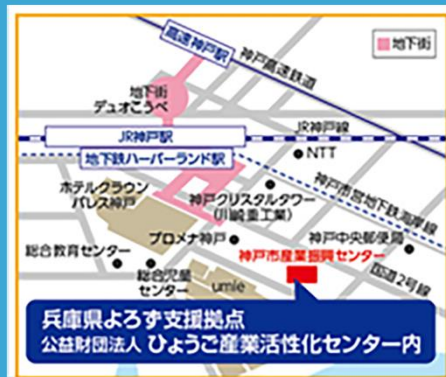 高速神戸駅
神戸高速鉄道
地下街
地下街
デュオこうべ
JR神戸駅
JR神戸線
地下鉄ハーバーランド駅
NTT
神戸市営地下鉄海岸線
ホテルクラウン
パレス神戸
神戸クリスタルタワー
(川崎重工業)
プロメナ神戸
神戸中央郵便局
総合教育センター
神戸市産業振興センター
国道2号線
総合児童
センター
umie
兵庫県よろず支援拠点
公益財団法人 ひょうご産業活性化センター内